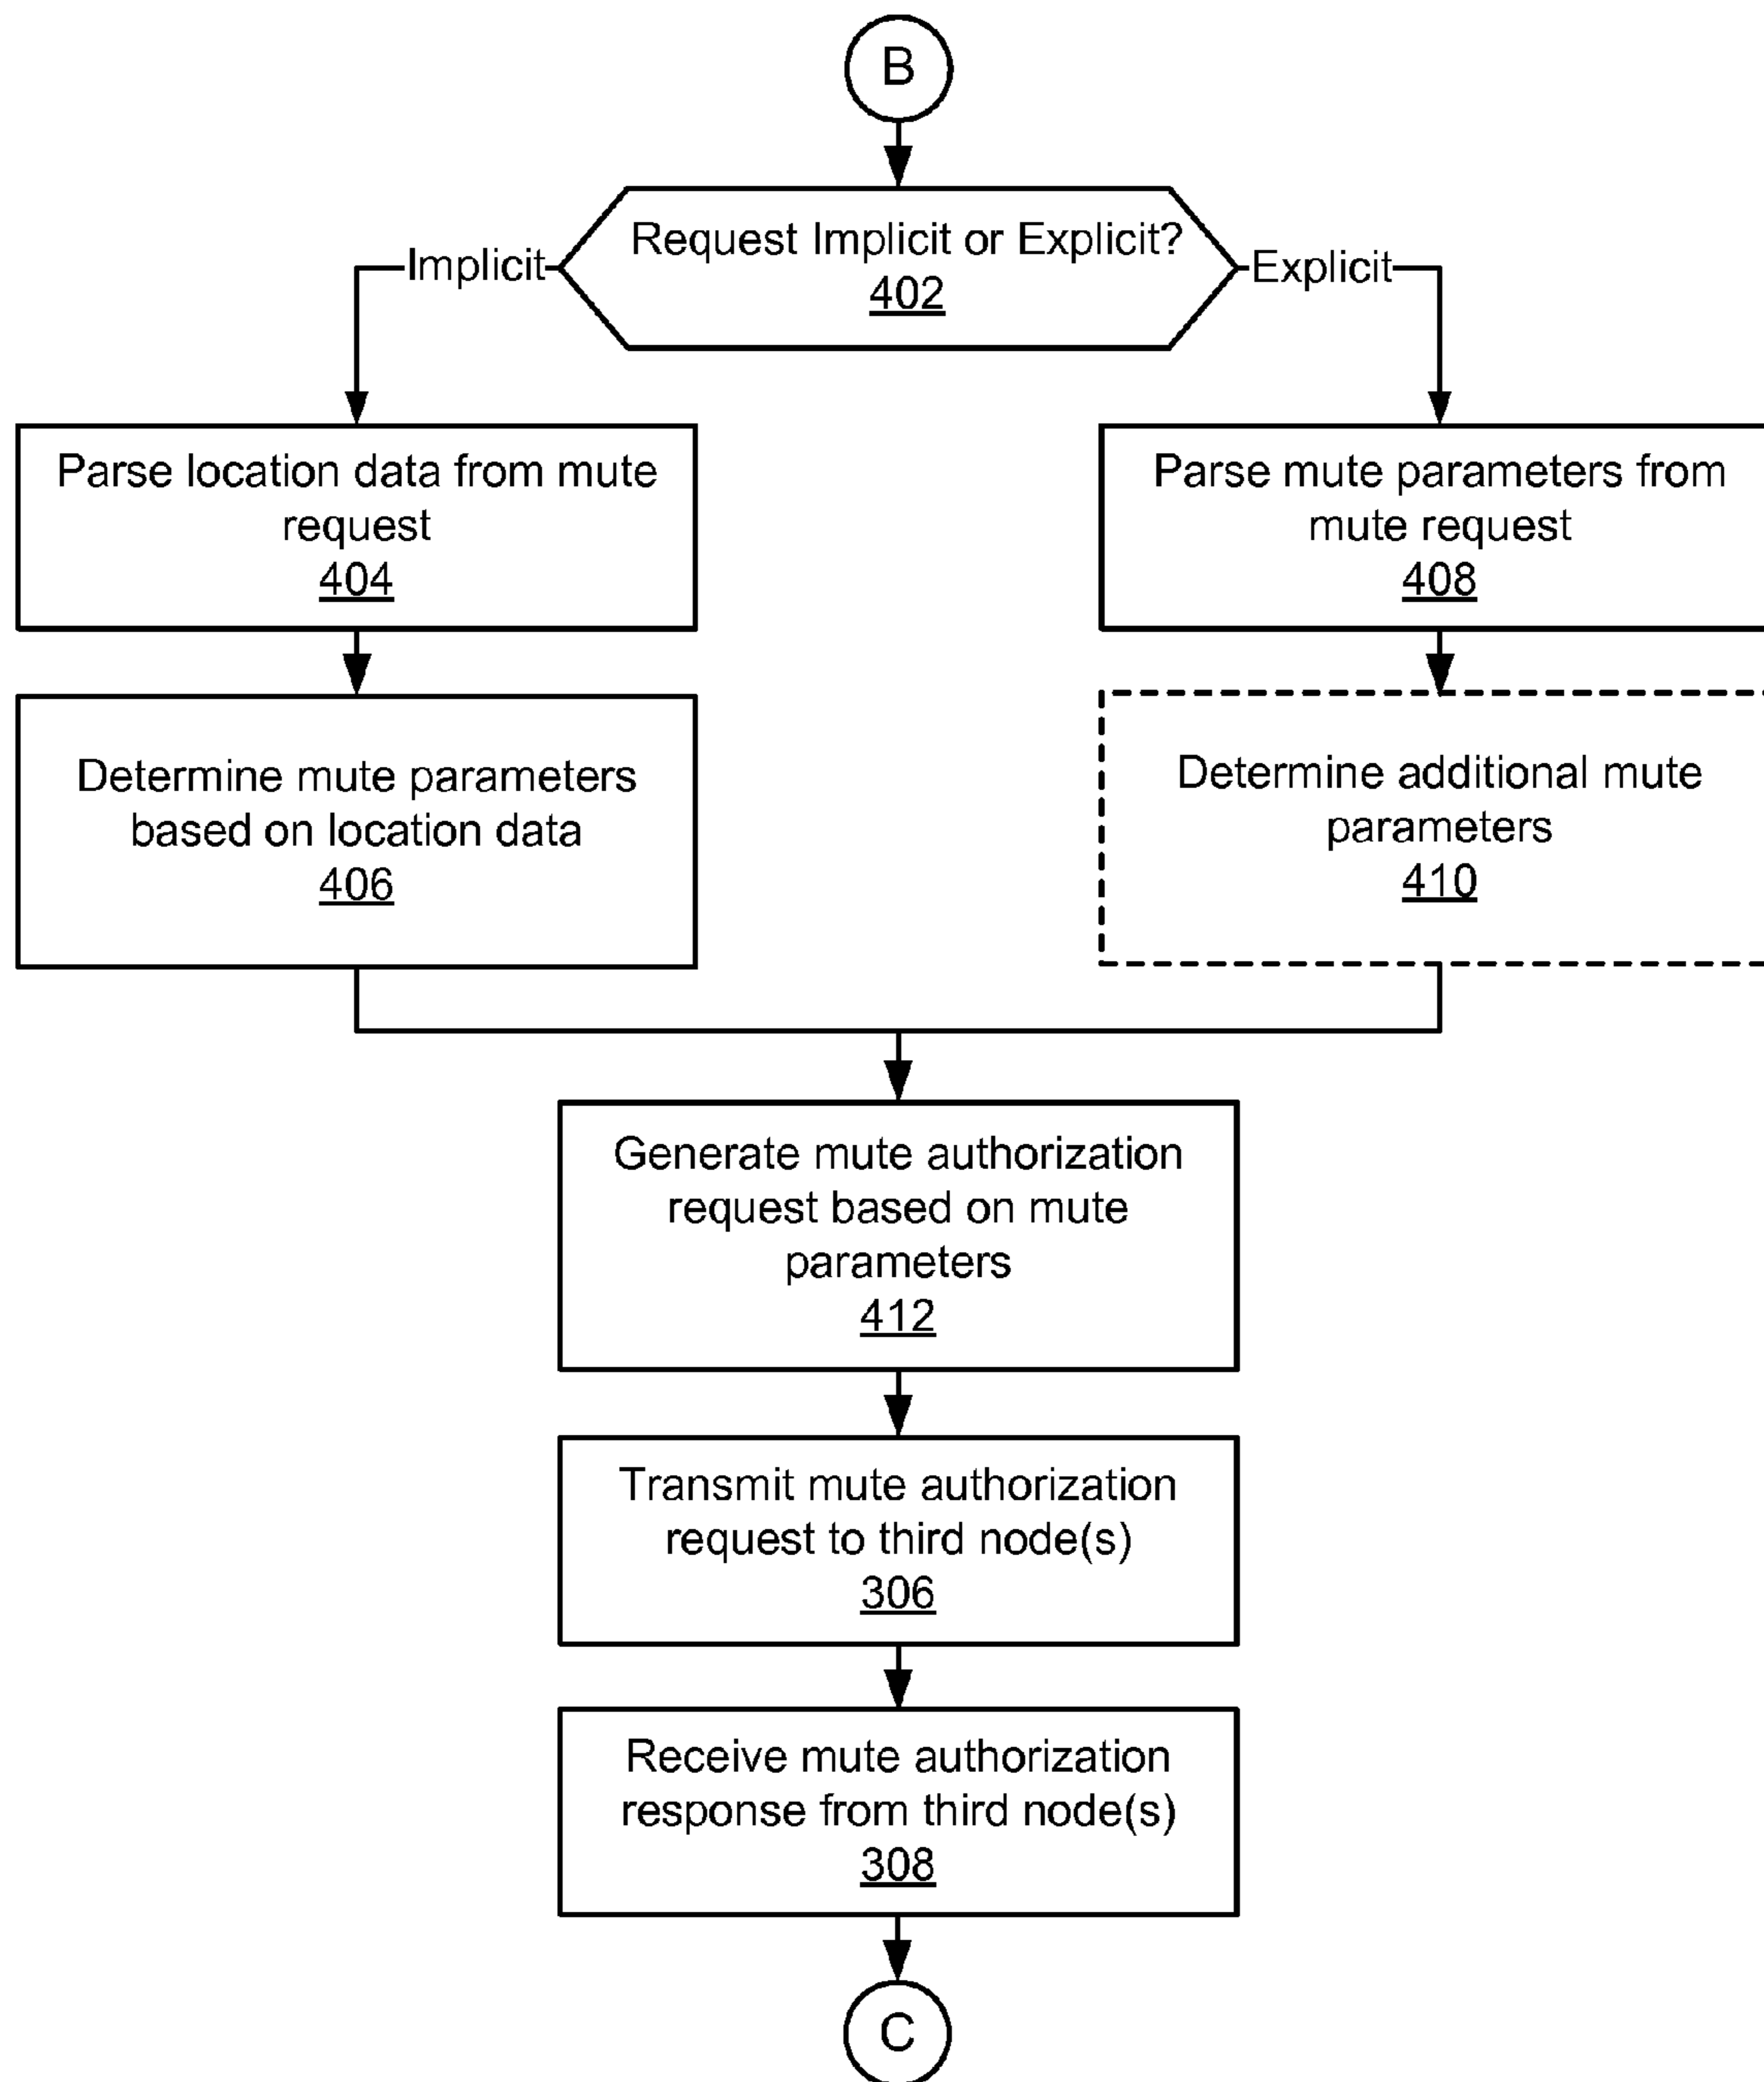 B
Request Implicit or Explicit?
402
Implicit
Explicit
Parse location data from mute
request
404
Parse mute parameters from
mute request
408
Determine mute parameters
based on location data
406
Determine additional mute
parameters
410
Generate mute authorization
request based on mute
parameters
412
Transmit mute authorization
request to third node(s)
306
Receive mute authorization
response from third node(s)
308
C